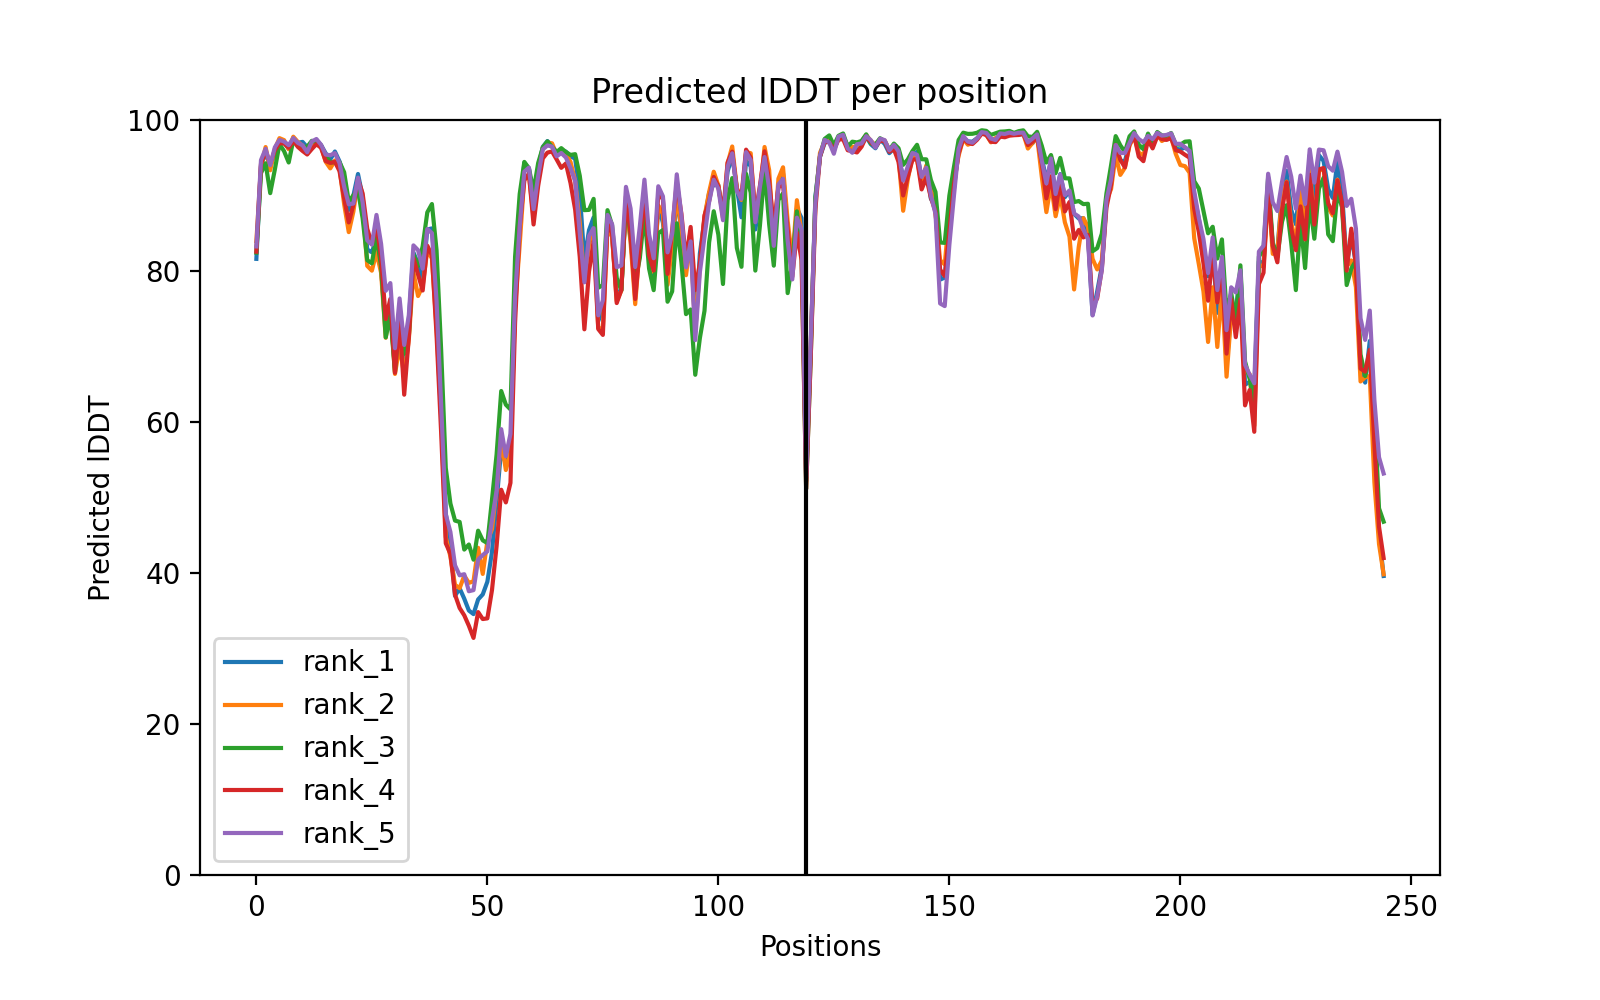 Predicted lDDT per position
100
80
60
40
20
0
Predicted lDDT
rank_1
rank_2
rank_3
rank_4
rank_5
0 50 100 150 200 250
Positions